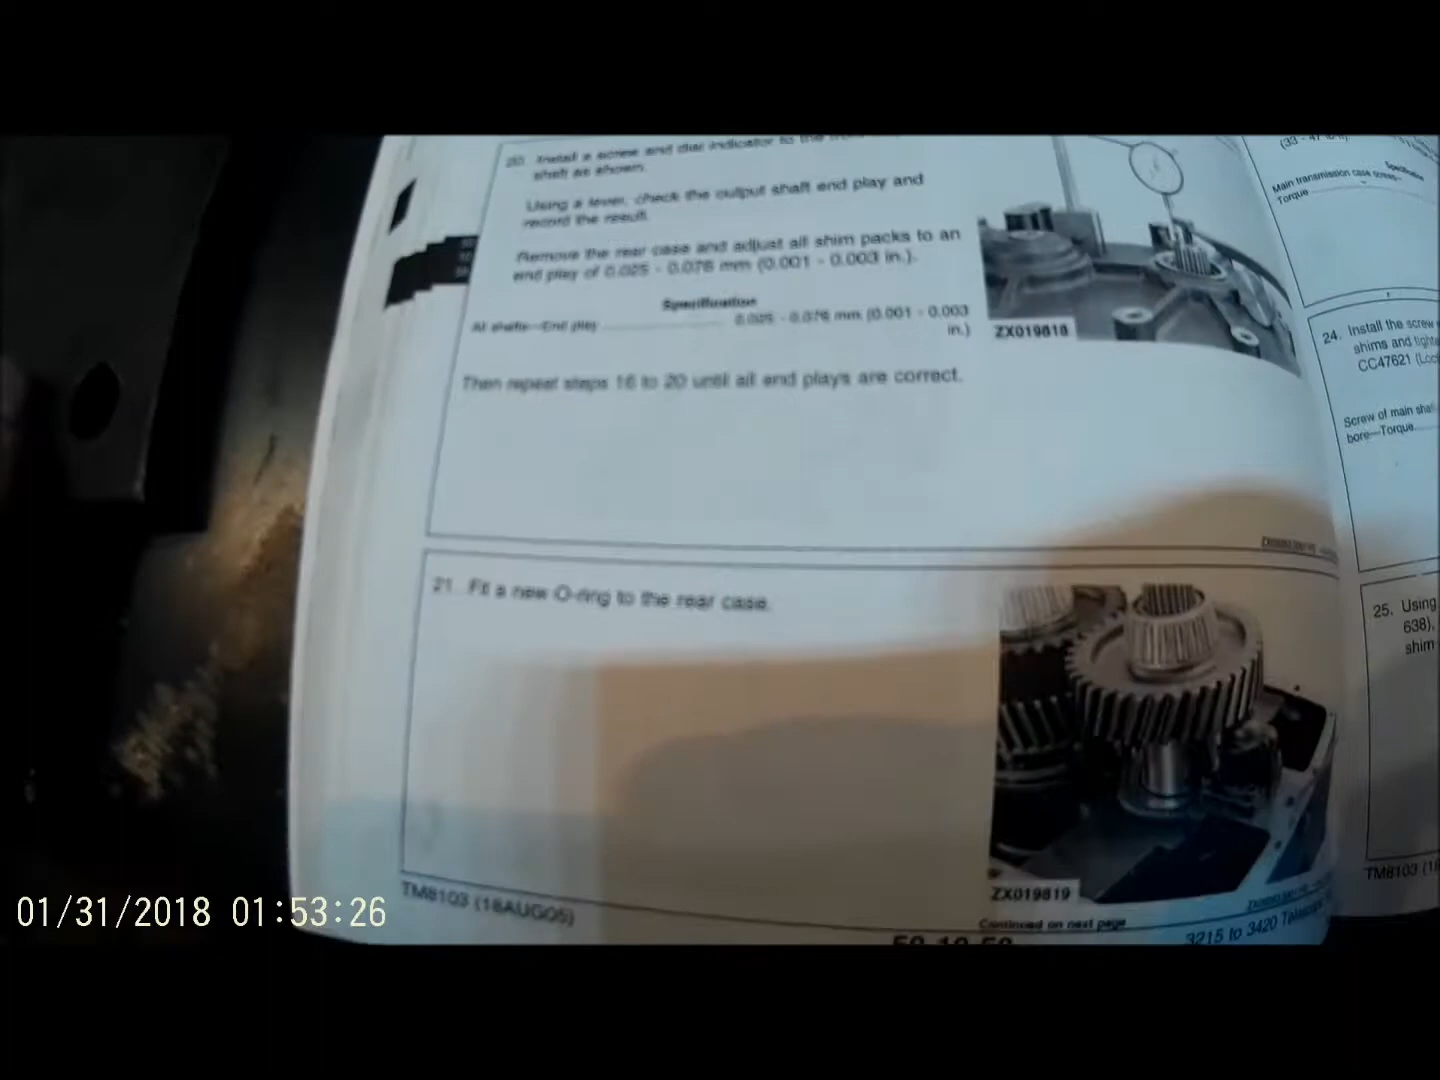 20. Install a screw and dial indicator to the
shaft as shown.
Using a lever, check the output shaft end play and
record the result.
Remove the rear case and adjust all shim packs to an
end play of 0.025 - 0.076 mm (0.001 - 0.003 in.).
Specification
All shafts—End play 0.025 - 0.076 mm (0.001 - 0.003
in.)
ZX019818
Then repeat steps 16 to 20 until all end plays are correct.
21. Fit a new O-ring to the rear case.
ZX019819
TM8103 (18AUG05)
Continued on next page
3215 to 3420
Specification
Main transmission case screws—
Torque
24. Install the screw
shims and
CC47621
Screw of main
bore—Torque
25. Using
638),
shim
TM8103
01/31/2018 01:53:26